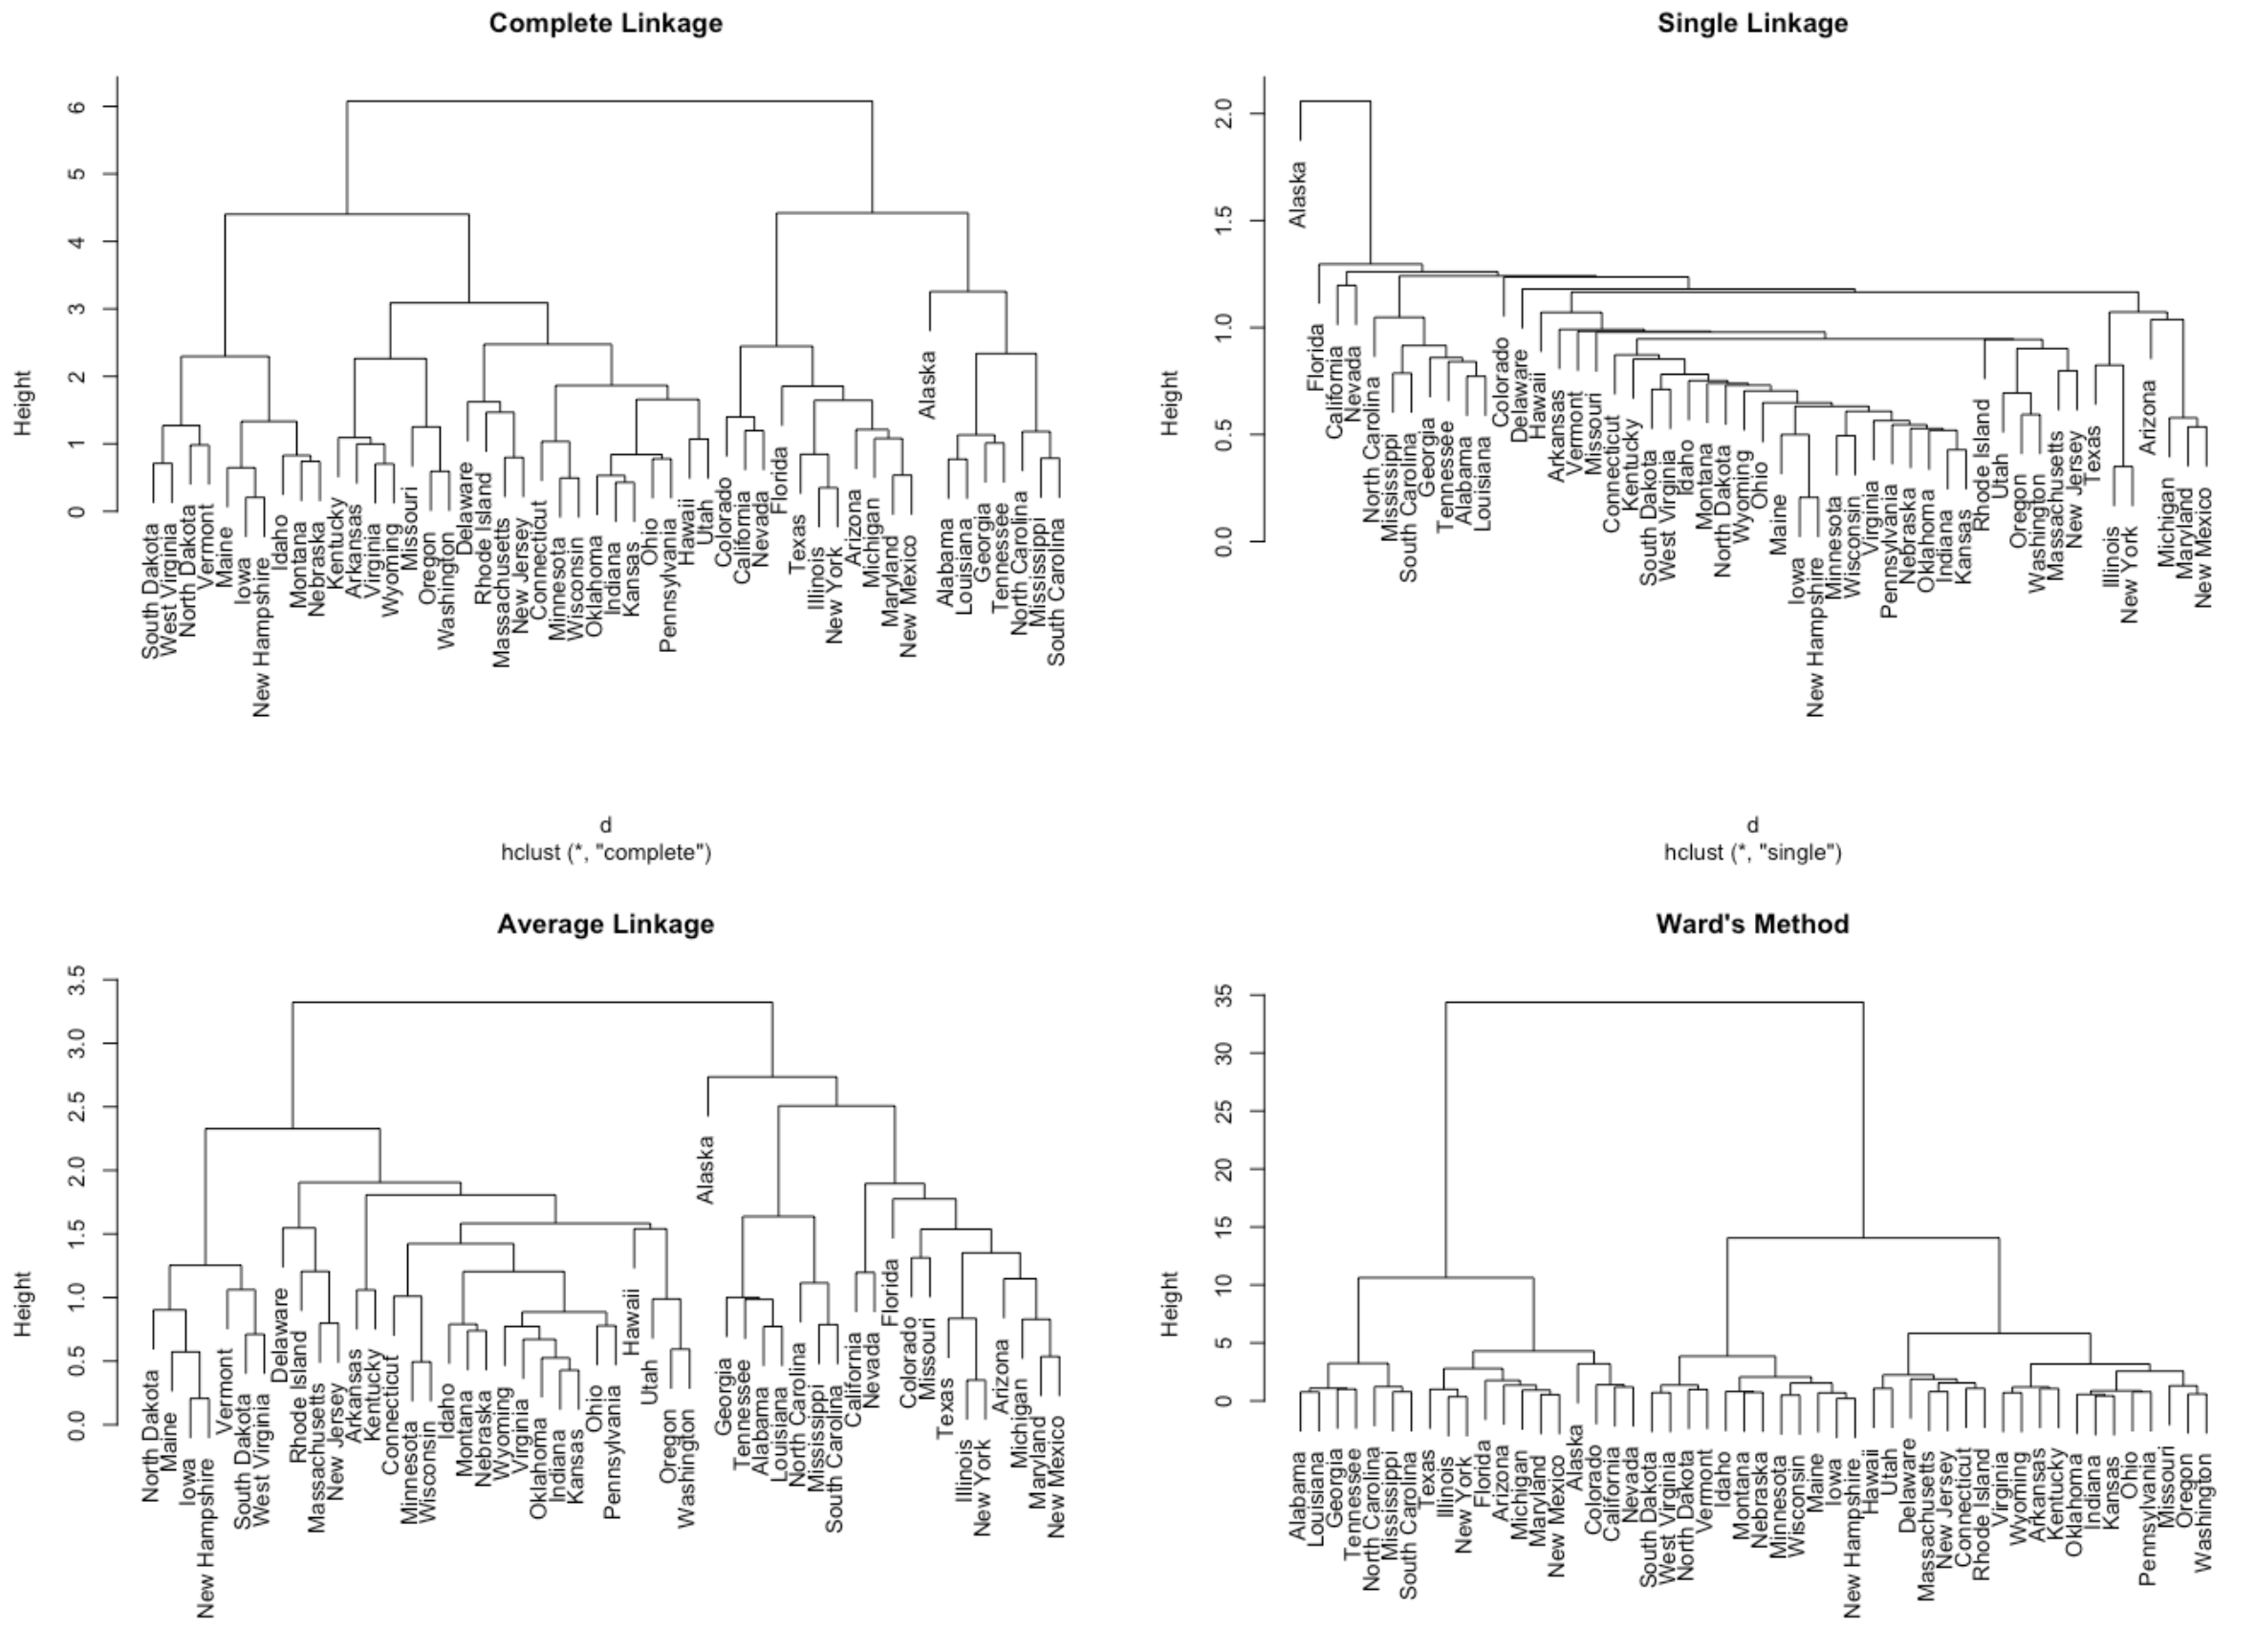 Complete Linkage
Height
6
5
4
3
2
1
0
South Dakota
West Virginia
North Dakota
Vermont
Maine
Iowa
New Hampshire
Idaho
Montana
Nebraska
Kentucky
Arkansas
Virginia
Wyoming
Missouri
Oregon
Washington
Delaware
Rhode Island
Massachusetts
New Jersey
Connecticut
Minnesota
Wisconsin
Oklahoma
Indiana
Kansas
Ohio
Pennsylvania
Hawaii
Utah
Colorado
California
Nevada
Florida
Texas
Illinois
New York
Arizona
Michigan
Maryland
New Mexico
Alaska
Alabama
Louisiana
Georgia
Tennessee
North Carolina
Mississippi
South Carolina
d
hclust (*, "complete")
Single Linkage
Height
2.0
1.5
1.0
0.5
0.0
Alaska
Florida
California
Nevada
North Carolina
Mississippi
South Carolina
Georgia
Tennessee
Alabama
Louisiana
Colorado
Delaware
Hawaii
Arkansas
Vermont
Missouri
Connecticut
Kentucky
South Dakota
West Virginia
Idaho
Montana
North Dakota
Wyoming
Ohio
Maine
Iowa
New Hampshire
Minnesota
Wisconsin
Virginia
Pennsylvania
Nebraska
Oklahoma
Indiana
Kansas
Rhode Island
Utah
Oregon
Washington
Massachusetts
New Jersey
Texas
Illinois
New York
Arizona
Michigan
Maryland
New Mexico
d
hclust (*, "single")
Average Linkage
Height
3.5
3.0
2.5
2.0
1.5
1.0
0.5
0.0
North Dakota
Maine
Iowa
New Hampshire
Vermont
South Dakota
West Virginia
Delaware
Rhode Island
Massachusetts
New Jersey
Arkansas
Kentucky
Connecticut
Minnesota
Wisconsin
Idaho
Montana
Nebraska
Wyoming
Virginia
Oklahoma
Indiana
Kansas
Ohio
Pennsylvania
Hawaii
Utah
Oregon
Washington
Alaska
Georgia
Tennessee
Alabama
Louisiana
North Carolina
Mississippi
South Carolina
California
Nevada
Florida
Colorado
Missouri
Texas
Illinois
New York
Arizona
Michigan
Maryland
New Mexico
Ward's Method
Height
35
30
25
20
15
10
5
0
Alabama
Louisiana
Georgia
Tennessee
North Carolina
Mississippi
South Carolina
Texas
Illinois
New York
Florida
Arizona
Michigan
Maryland
New Mexico
Alaska
Colorado
California
Nevada
South Dakota
West Virginia
North Dakota
Vermont
Idaho
Montana
Nebraska
Minnesota
Wisconsin
Maine
Iowa
New Hampshire
Hawaii
Utah
Delaware
Massachusetts
New Jersey
Connecticut
Rhode Island
Virginia
Wyoming
Arkansas
Kentucky
Oklahoma
Indiana
Kansas
Ohio
Pennsylvania
Missouri
Oregon
Washington